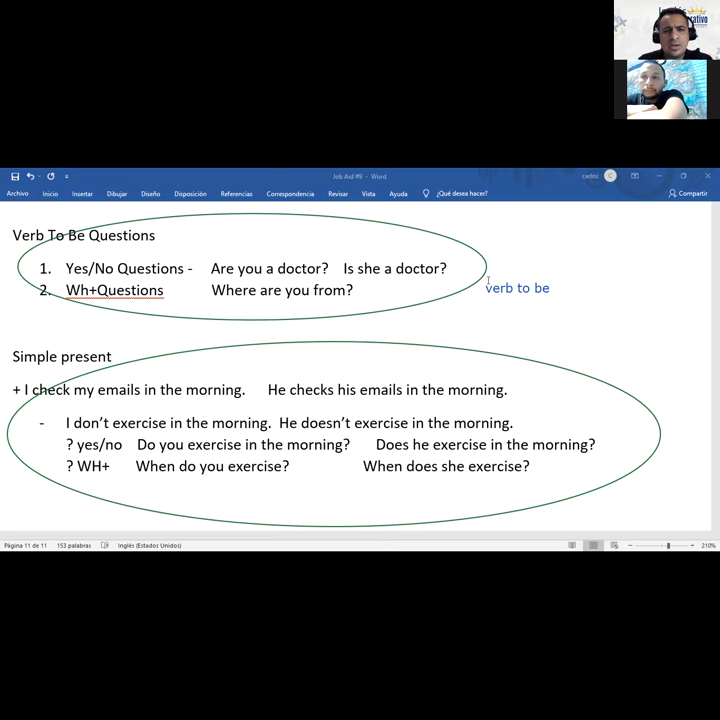 Job Aid #9 - Word
carlos C
Archivo Inicio Insertar Dibujar Diseño Disposición Referencias Correspondencia Revisar Vista Ayuda ¿Qué desea hacer? Compartir
Verb To Be Questions
1. Yes/No Questions - Are you a doctor? Is she a doctor?
2. Wh+Questions Where are you from?
verb to be
Simple present
+ I check my emails in the morning. He checks his emails in the morning.
- I don't exercise in the morning. He doesn't exercise in the morning.
? yes/no Do you exercise in the morning? Does he exercise in the morning?
? WH+ When do you exercise? When does she exercise?
Página 11 de 11 153 palabras Inglés (Estados Unidos) 210%